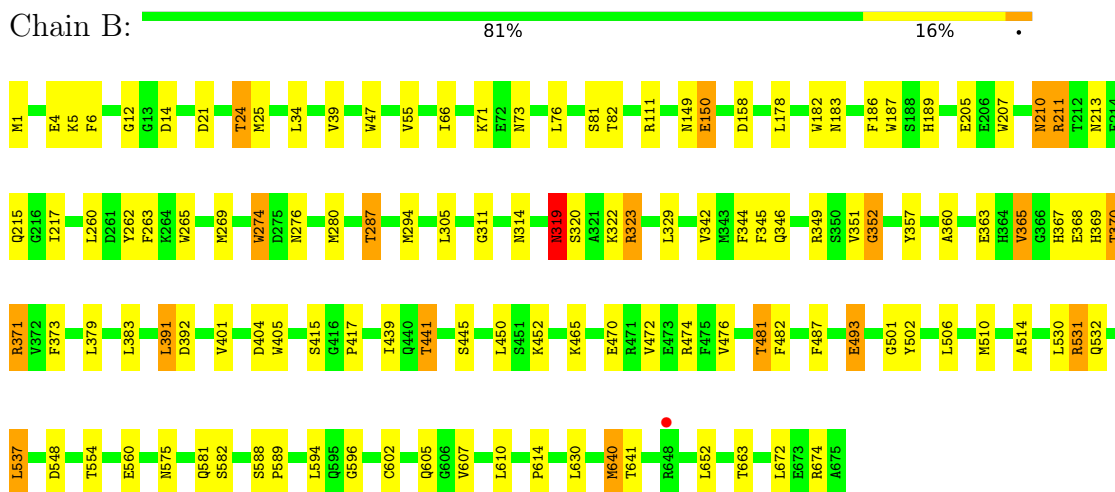 Chain B:
81% 16% •
M1 E4 K5 F6 G12 G13 D14 D21 T24 M25 L34 V39 W47 V55 I66 K71 E72 N73 L76 S81 T82 R111 N149 E150 D158 L178 W182 N183 F186 W187 S188 H189 E205 E206 W207 N210 R211 T212 N213 E214
Q215 G216 I217 L260 D261 Y262 F263 K264 W265 M269 W274 D275 N276 M280 T287 M294 L305 G311 N314 N319 S320 A321 K322 R323 L329 V342 M343 F344 F345 Q346 R349 S350 V351 G352 Y357 A360 E363 H364 V365 G366 H367 E368 H369 T370
R371 V372 F373 L379 L383 L391 D392 V401 D404 W405 S415 G416 P417 I439 Q440 T441 S445 L450 S451 K452 K465 E470 R471 V472 E473 R474 F475 V476 T481 F482 F487 E493 G501 Y502 L506 M510 A514 L530 R531 Q532
L537 D548 T554 E560 N575 Q581 S582 S588 P589 L594 Q595 G596 C602 Q605 G606 V607 L610 P614 L630 M640 T641 R648 L652 T663 L672 E673 R674 A675